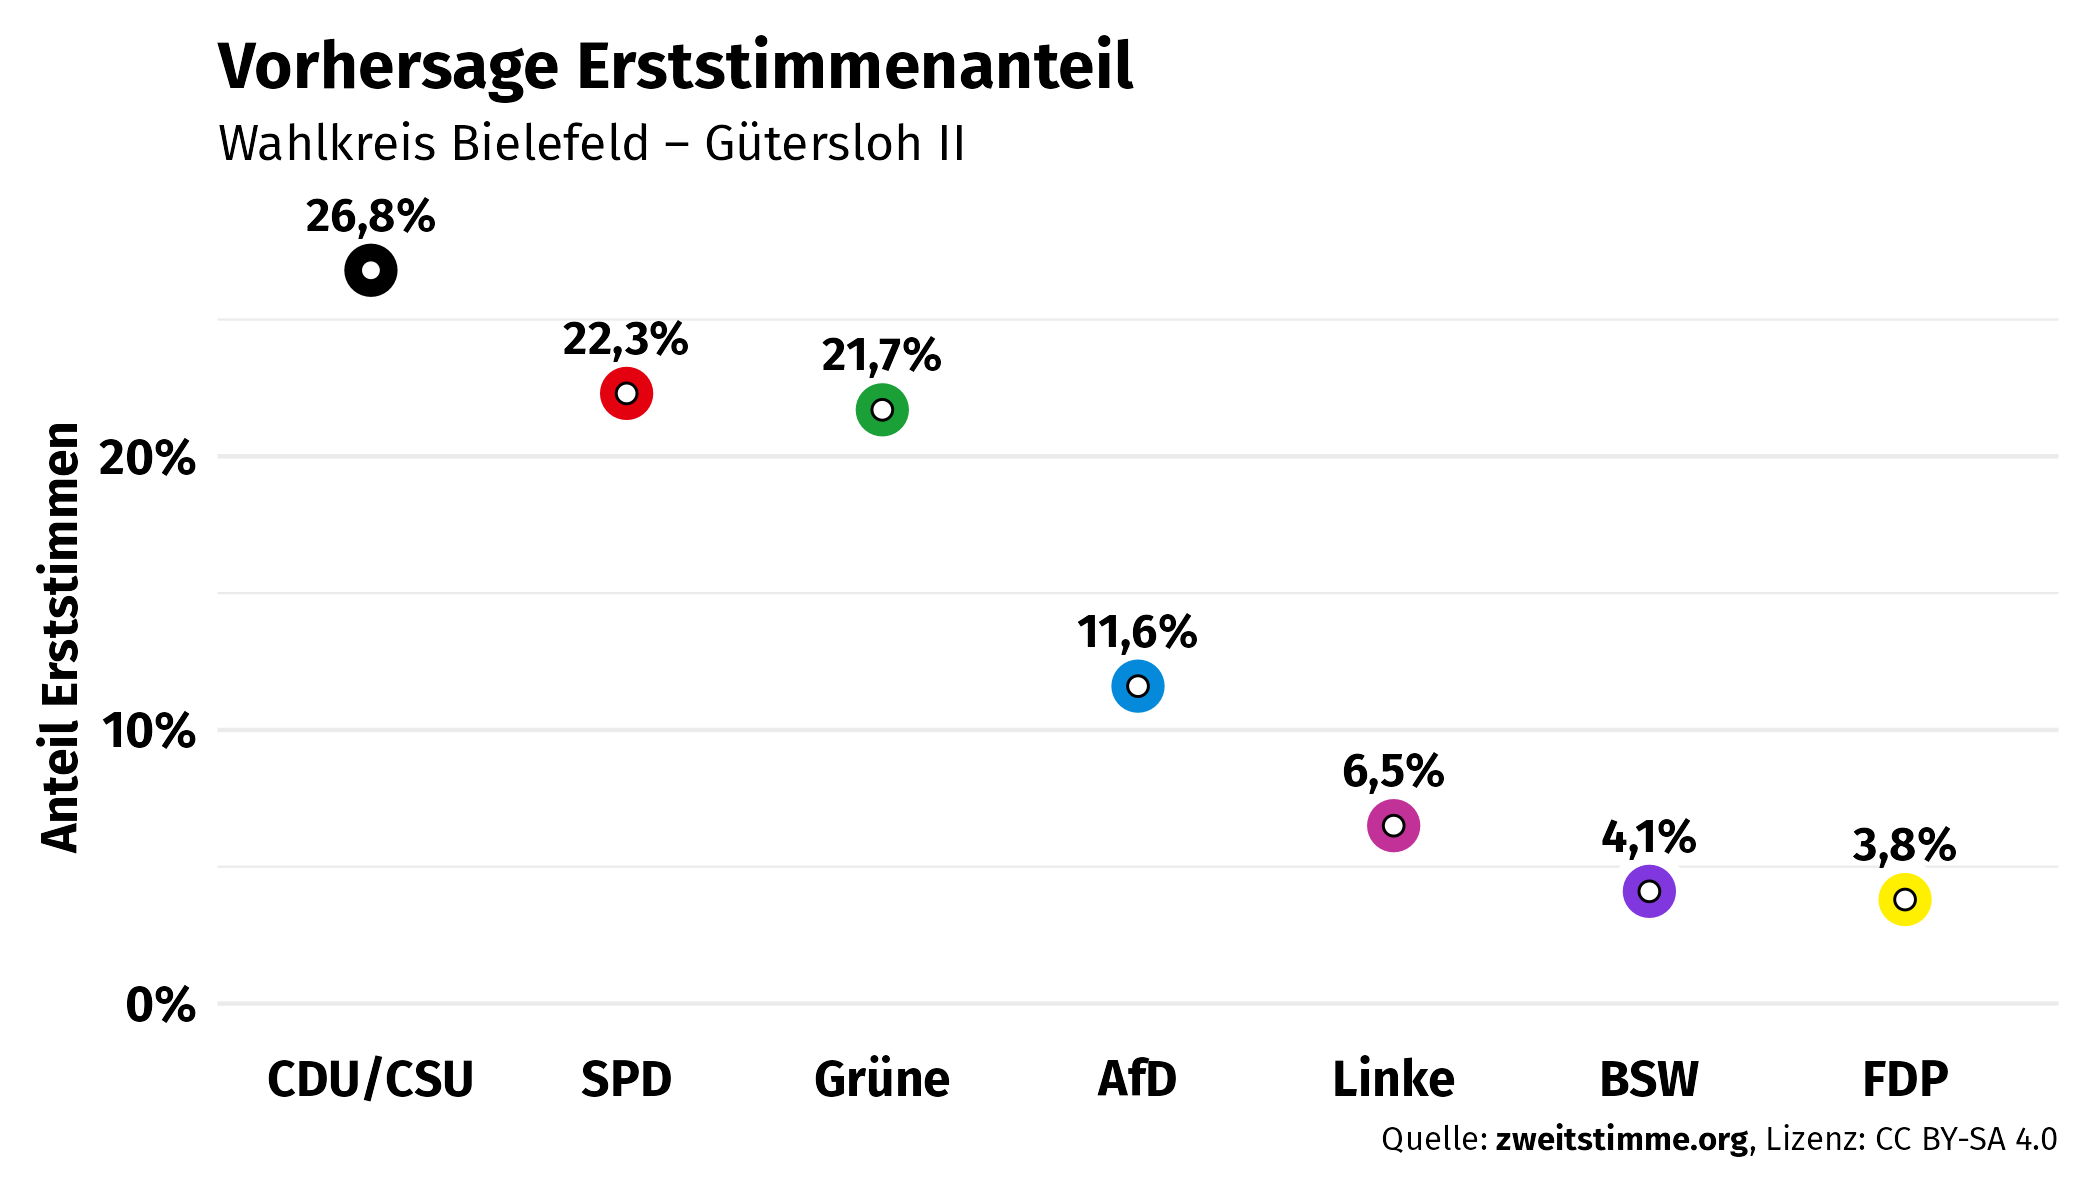 Vorhersage Erststimmenanteil
Wahlkreis Bielefeld – Gütersloh II
26,8%
22,3%
21,7%
11,6%
6,5%
4,1%
3,8%
Anteil Erststimmen
20%
10%
0%
CDU/CSU SPD Grüne AfD Linke BSW FDP
Quelle: zweitstimme.org, Lizenz: CC BY-SA 4.0